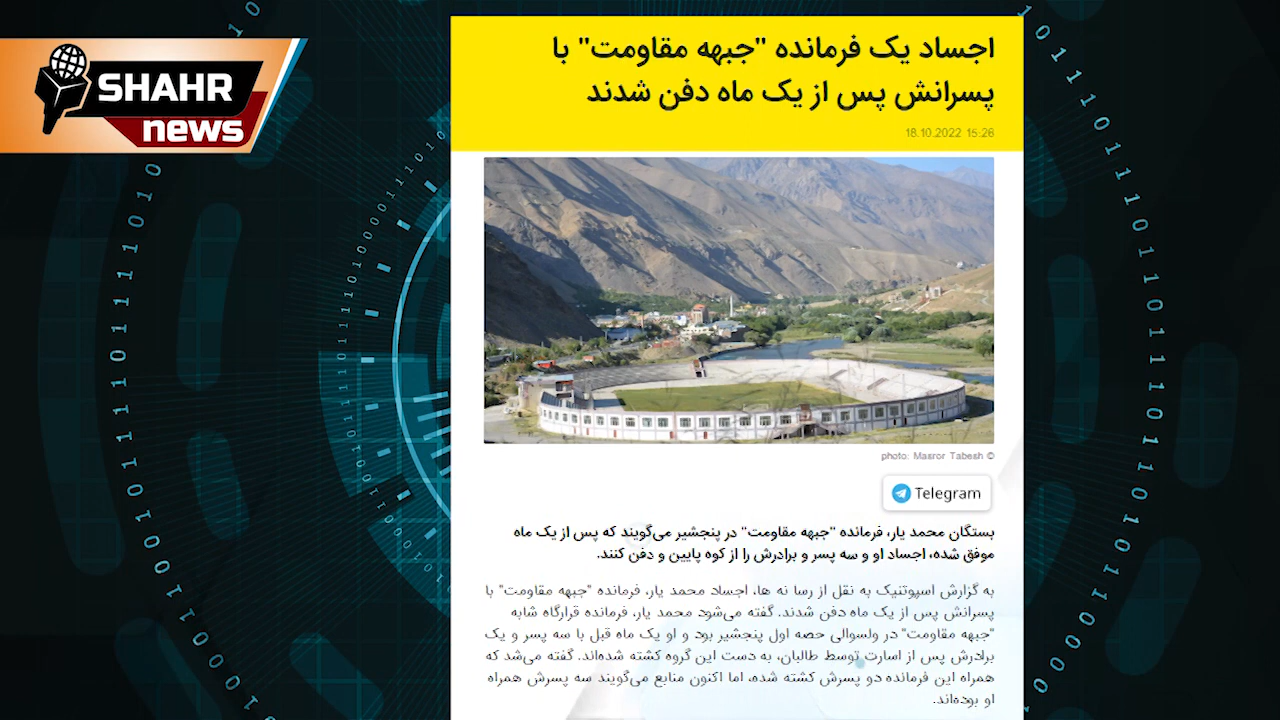 SHAHR
news
اجساد یک فرمانده "جبهه مقاومت" با
پسرانش پس از یک ماه دفن شدند
18.10.2022 15:26
photo: Masror Tabesh ©
Telegram
بستگان محمد یار، فرمانده "جبهه مقاومت" در پنجشیر می‌گویند که پس از یک ماه
موفق شده، اجساد او و سه پسر و برادرش را از کوه پایین و دفن کنند.
به گزارش اسپوتنیک به نقل از رسا نه ها، اجساد محمد یار، فرمانده "جبهه مقاومت" با
پسرانش پس از یک ماه دفن شدند. گفته می‌شود محمد یار، فرمانده قرارگاه شابه
"جبهه مقاومت" در ولسوالی حصه اول پنجشیر بود و او یک ماه قبل با سه پسر و یک
برادرش پس از اسارت توسط طالبان، به دست این گروه کشته شده‌اند. گفته می‌شد که
همراه این فرمانده دو پسرش کشته شده، اما اکنون منابع می‌گویند سه پسرش همراه
او بوده‌اند.